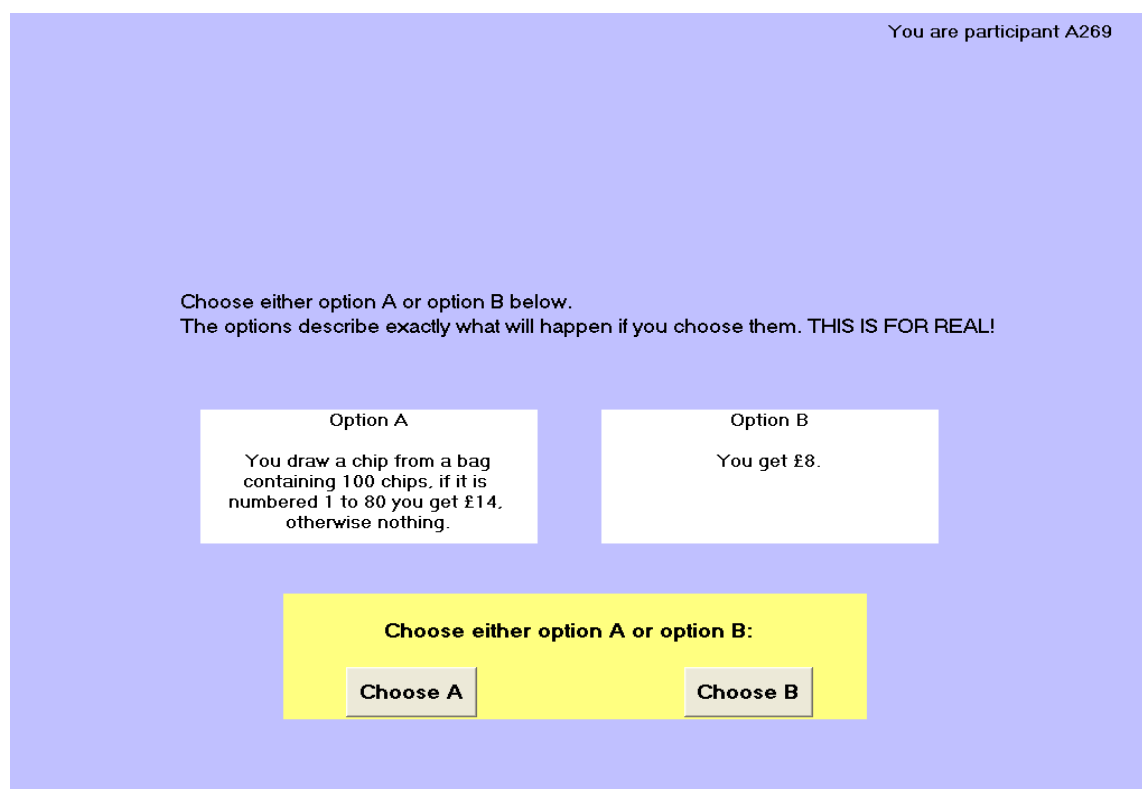 You are participant A269
Choose either option A or option B below.
The options describe exactly what will happen if you choose them. THIS IS FOR REAL!
Option A
You draw a chip from a bag
containing 100 chips, if it is
numbered 1 to 80 you get £14,
otherwise nothing.
Option B
You get £8.
Choose either option A or option B:
Choose A
Choose B